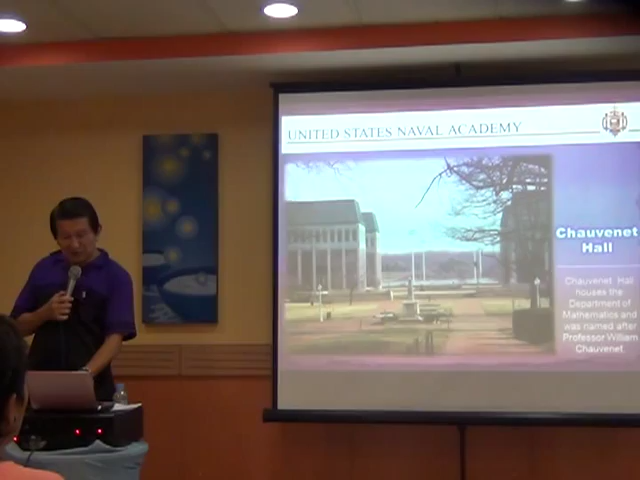 UNITED STATES NAVAL ACADEMY
Chauvenet
Hall
Chauvenet Hall
houses the
Department of
Mathematics and
was named after
Professor William
Chauvenet.